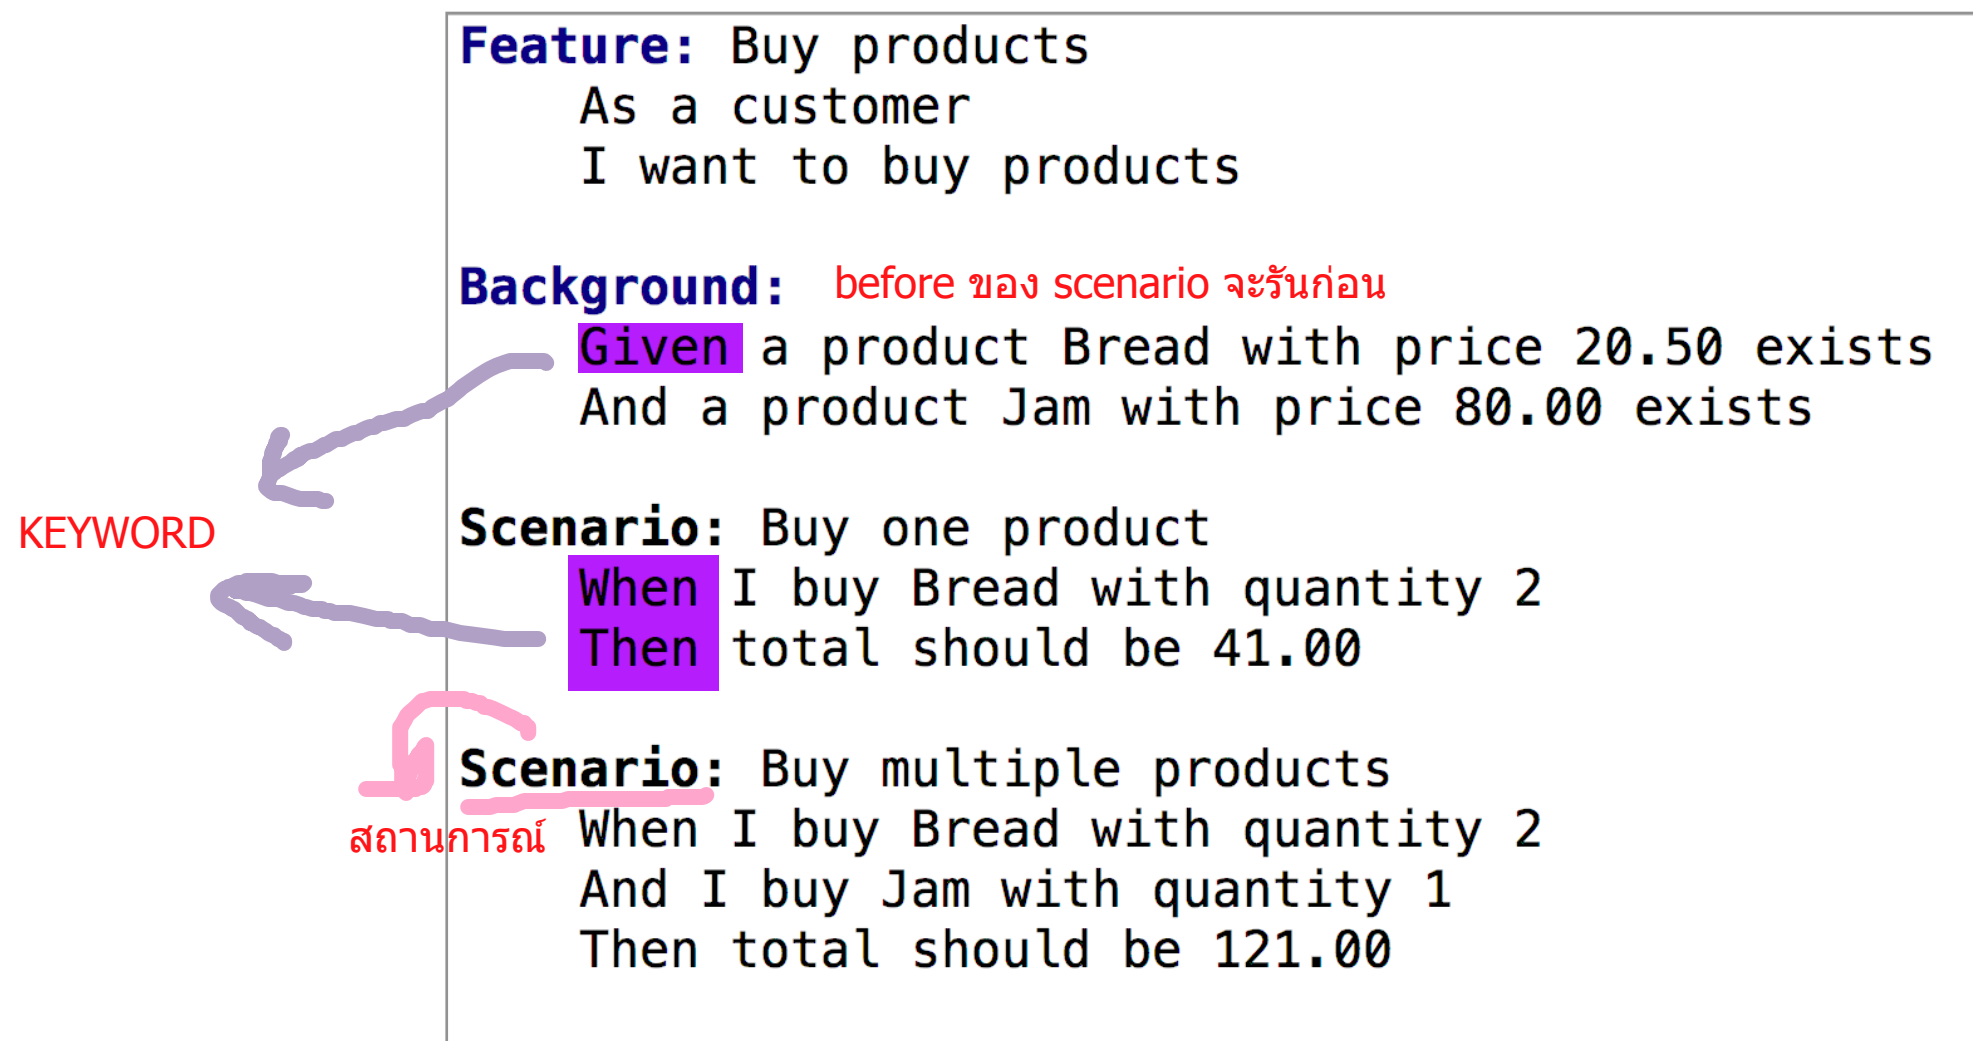 Feature: Buy products
As a customer
I want to buy products
Background: before ของ scenario จะรันก่อน
Given a product Bread with price 20.50 exists
And a product Jam with price 80.00 exists
Scenario: Buy one product
KEYWORD
When I buy Bread with quantity 2
Then total should be 41.00
Scenario: Buy multiple products
สถานการณ์
When I buy Bread with quantity 2
And I buy Jam with quantity 1
Then total should be 121.00